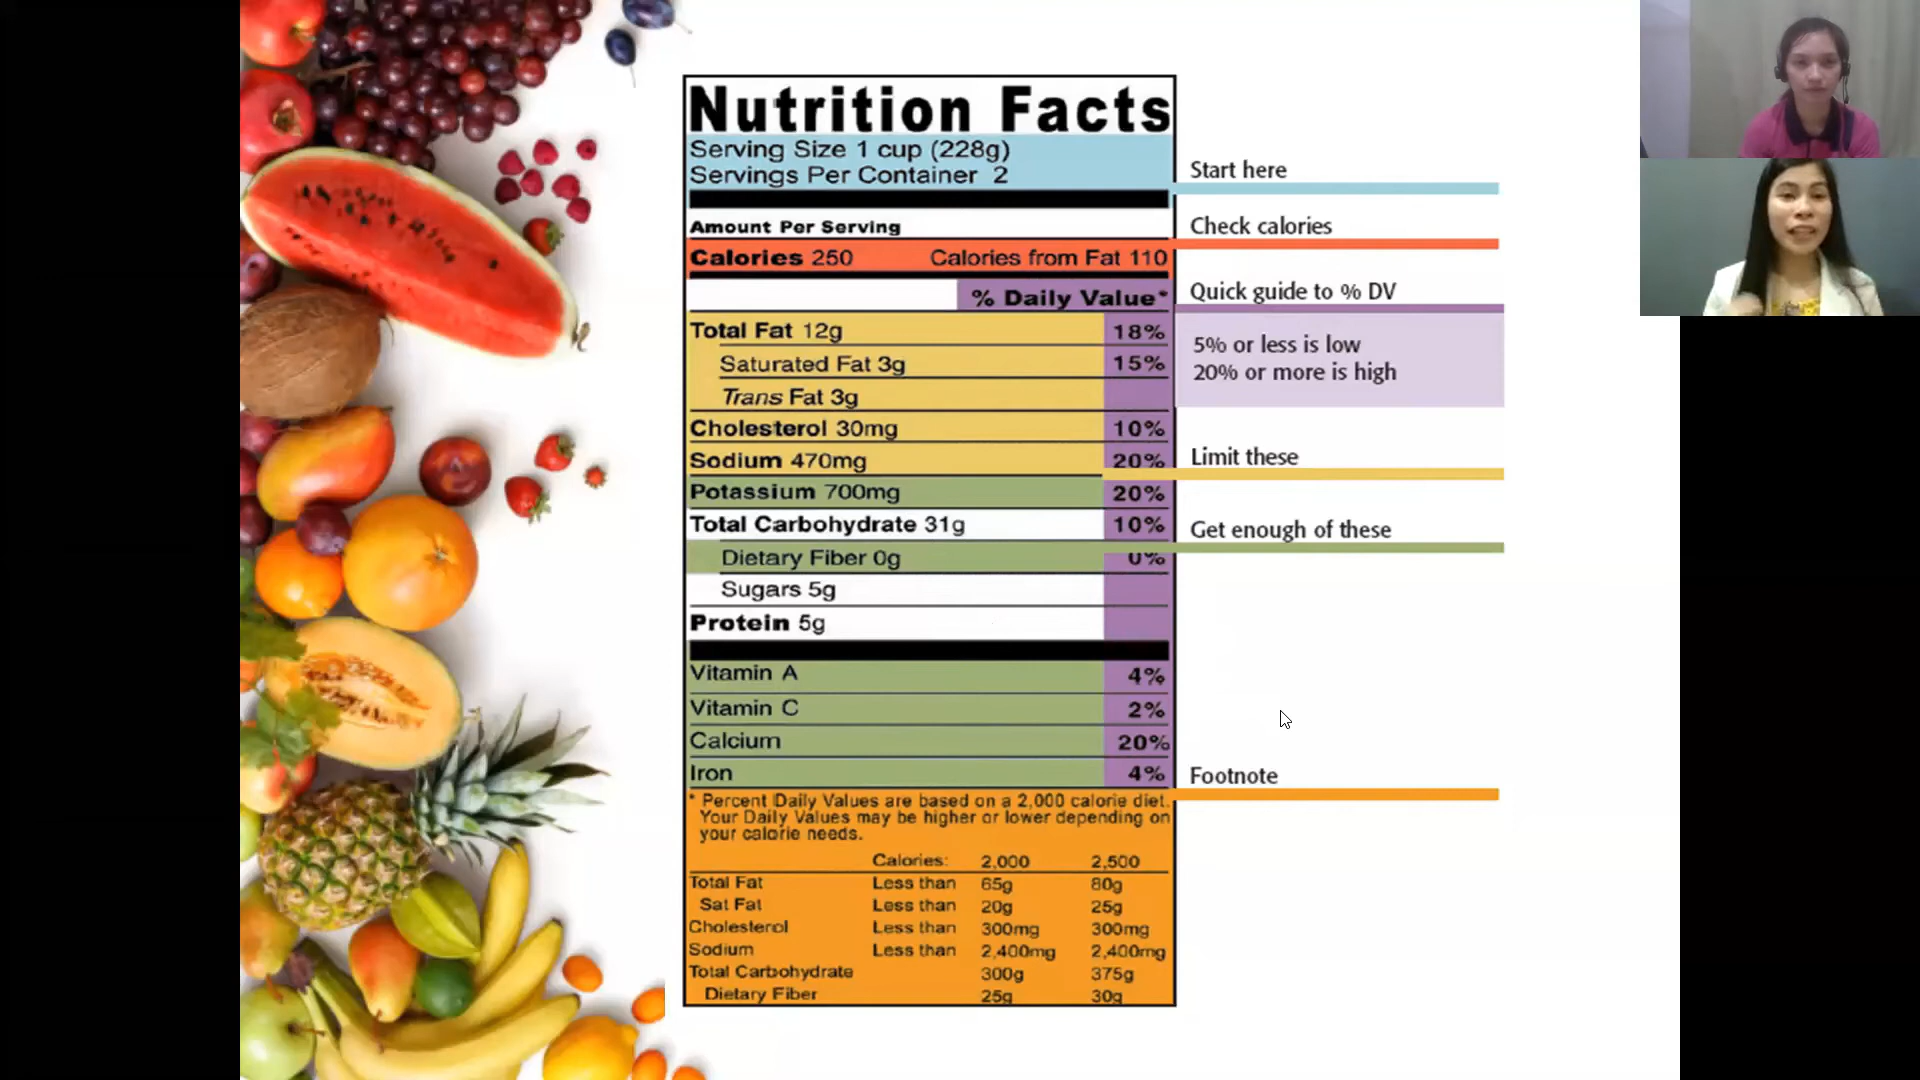 Nutrition Facts
Serving Size 1 cup (228g)
Servings Per Container 2
Start here
Amount Per Serving
Check calories
Calories 250 Calories from Fat 110
% Daily Value*
Quick guide to % DV
Total Fat 12g 18%
5% or less is low
Saturated Fat 3g 15%
20% or more is high
Trans Fat 3g
Cholesterol 30mg 10%
Sodium 470mg 20%
Limit these
Potassium 700mg 20%
Total Carbohydrate 31g 10%
Get enough of these
Dietary Fiber 0g 0%
Sugars 5g
Protein 5g
Vitamin A 4%
Vitamin C 2%
Calcium 20%
Iron 4%
Footnote
* Percent Daily Values are based on a 2,000 calorie diet.
Your Daily Values may be higher or lower depending on
your calorie needs.
Calories: 2,000 2,500
Total Fat Less than 65g 80g
Sat Fat Less than 20g 25g
Cholesterol Less than 300mg 300mg
Sodium Less than 2,400mg 2,400mg
Total Carbohydrate 300g 375g
Dietary Fiber 25g 30g